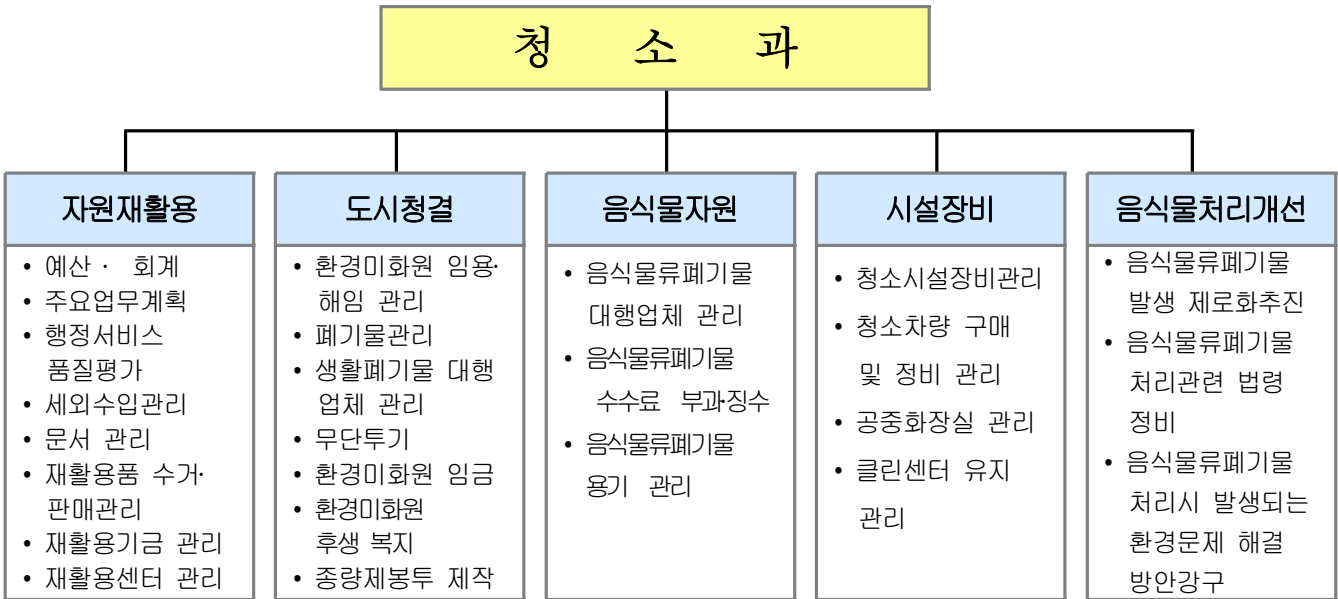 청 소 과
자원재활용
• 예산 · 회계
• 주요업무계획
• 행정서비스
품질평가
• 세외수입관리
• 문서 관리
• 재활용품 수거·
판매관리
• 재활용기금 관리
• 재활용센터 관리
도시청결
• 환경미화원 임용·
해임 관리
• 폐기물관리
• 생활폐기물 대행
업체 관리
• 무단투기
• 환경미화원 임금
• 환경미화원
후생 복지
• 종량제봉투 제작
음식물자원
• 음식물류폐기물
대행업체 관리
• 음식물류폐기물
수수료 부과·징수
• 음식물류폐기물
용기 관리
시설장비
• 청소시설장비관리
• 청소차량 구매
및 정비 관리
• 공중화장실 관리
• 클린센터 유지
관리
음식물처리개선
• 음식물류폐기물
발생 제로화추진
• 음식물류폐기물
처리관련 법령
정비
• 음식물류폐기물
처리시 발생되는
환경문제 해결
방안강구